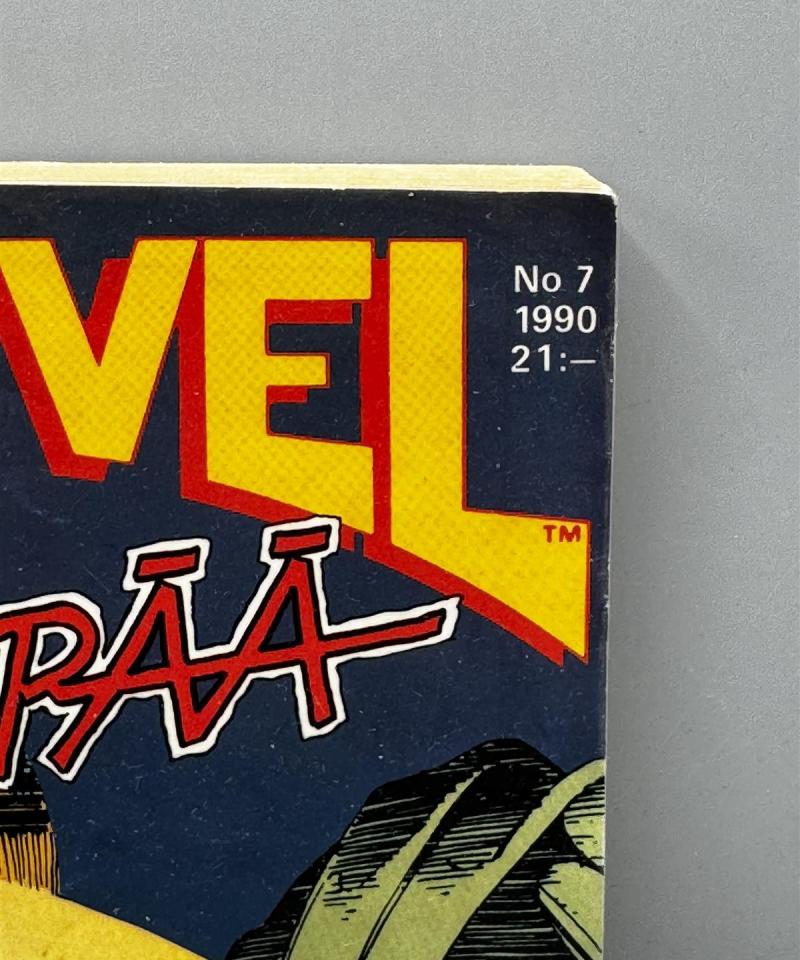 VEL
No 7
1990
21:—
TM
RÄÄ